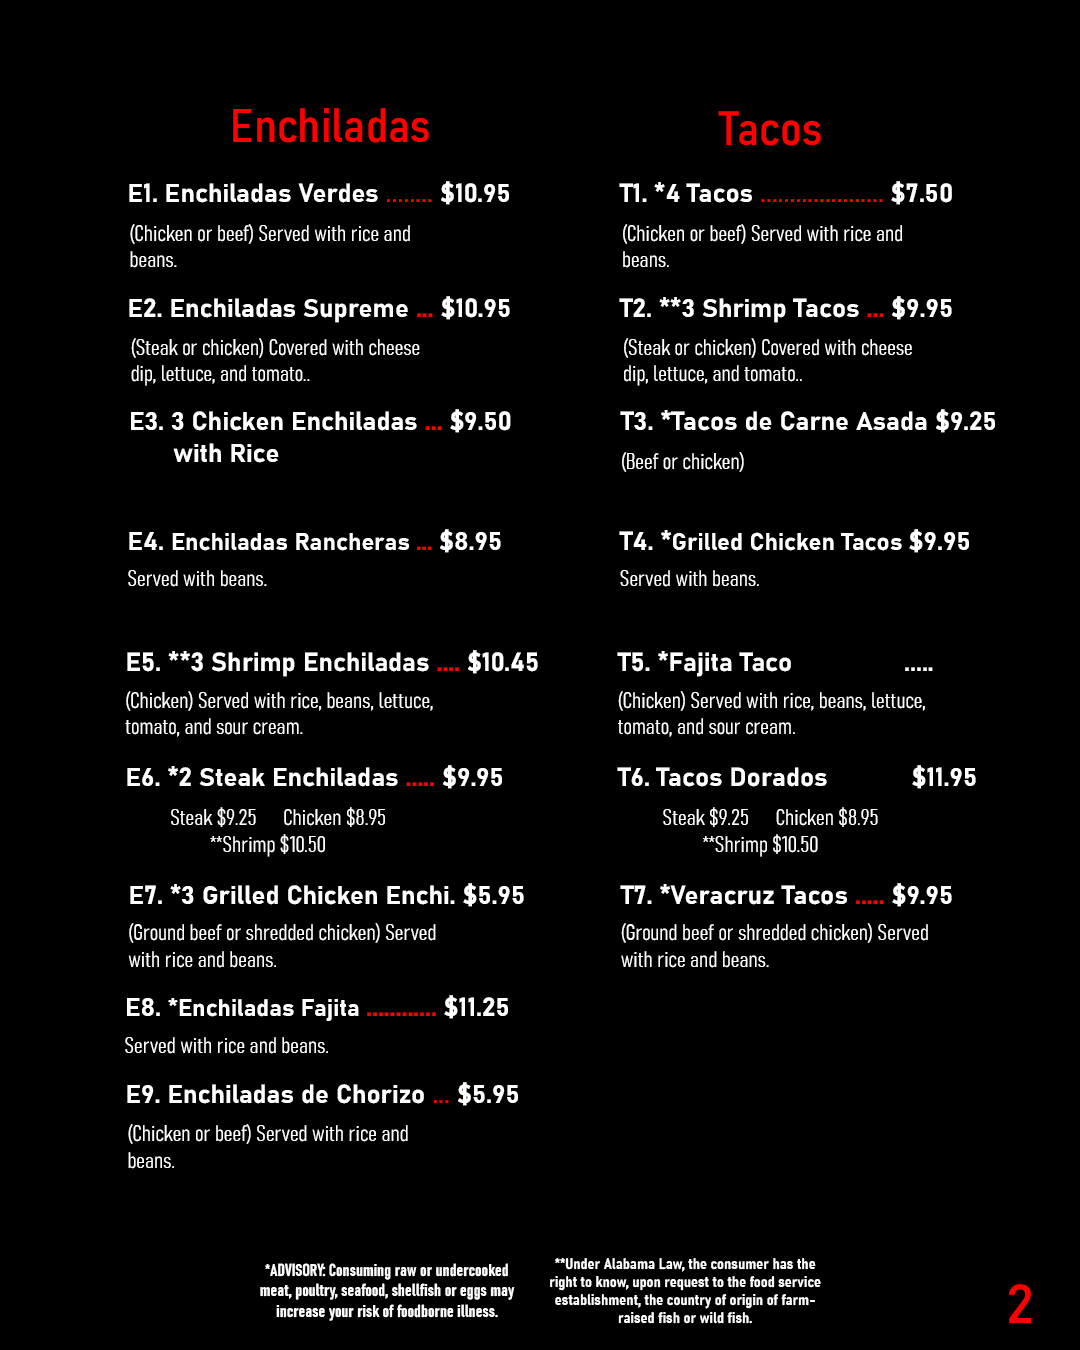 Enchiladas
E1. Enchiladas Verdes ........ $10.95
(Chicken or beef) Served with rice and
beans.
E2. Enchiladas Supreme ... $10.95
(Steak or chicken) Covered with cheese
dip, lettuce, and tomato..
E3. 3 Chicken Enchiladas ... $9.50
with Rice
E4. Enchiladas Rancheras ... $8.95
Served with beans.
E5. **3 Shrimp Enchiladas .... $10.45
(Chicken) Served with rice, beans, lettuce,
tomato, and sour cream.
E6. *2 Steak Enchiladas ..... $9.95
Steak $9.25 Chicken $8.95
**Shrimp $10.50
E7. *3 Grilled Chicken Enchi. $5.95
(Ground beef or shredded chicken) Served
with rice and beans.
E8. *Enchiladas Fajita ............ $11.25
Served with rice and beans.
E9. Enchiladas de Chorizo ... $5.95
(Chicken or beef) Served with rice and
beans.
Tacos
T1. *4 Tacos ..................... $7.50
(Chicken or beef) Served with rice and
beans.
T2. **3 Shrimp Tacos ... $9.95
(Steak or chicken) Covered with cheese
dip, lettuce, and tomato..
T3. *Tacos de Carne Asada $9.25
(Beef or chicken)
T4. *Grilled Chicken Tacos $9.95
Served with beans.
T5. *Fajita Taco .....
(Chicken) Served with rice, beans, lettuce,
tomato, and sour cream.
T6. Tacos Dorados $11.95
Steak $9.25 Chicken $8.95
**Shrimp $10.50
T7. *Veracruz Tacos ..... $9.95
(Ground beef or shredded chicken) Served
with rice and beans.
*ADVISORY: Consuming raw or undercooked
meat, poultry, seafood, shellfish or eggs may
increase your risk of foodborne illness.
**Under Alabama Law, the consumer has the
right to know, upon request to the food service
establishment, the country of origin of farm-
raised fish or wild fish.
2